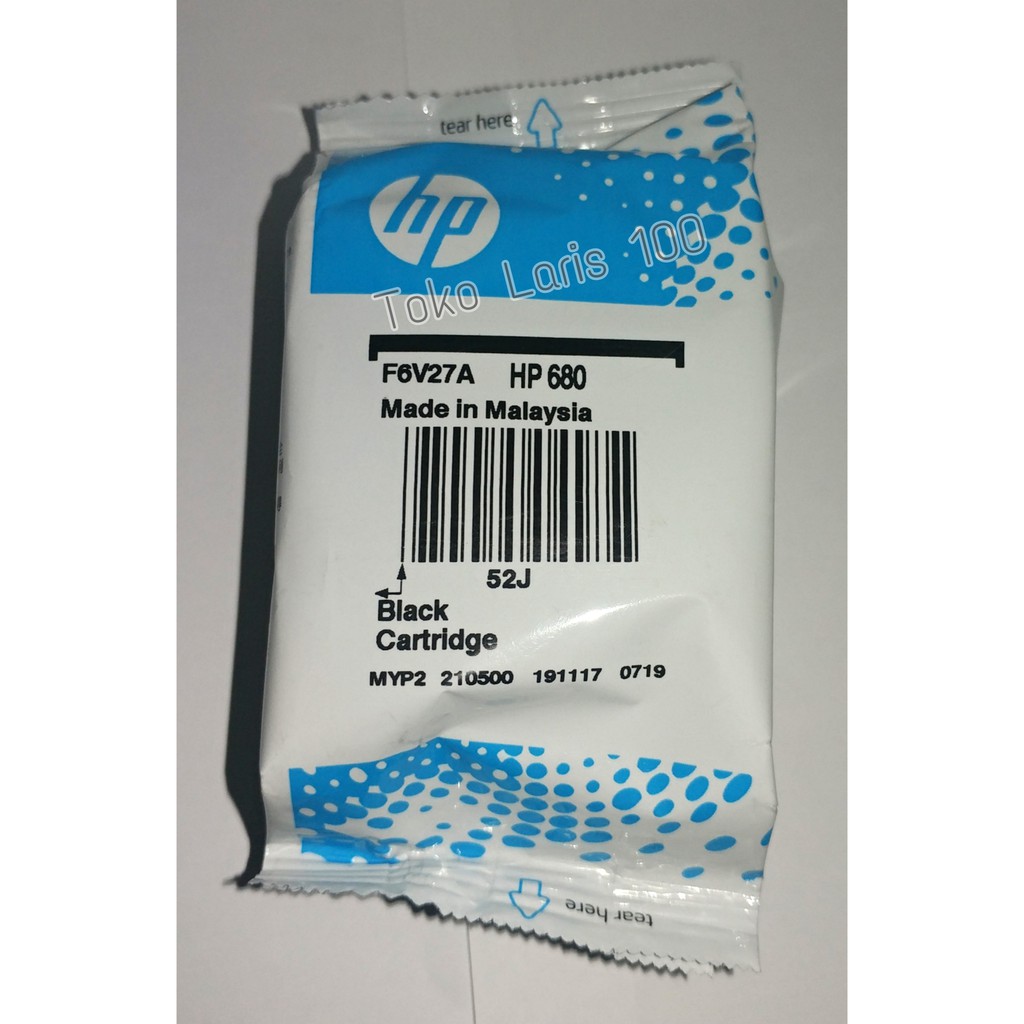 tear here
hp
Toko Laris 100
F6V27A HP 680
Made in Malaysia
52J
Black
Cartridge
MYP2 210500 191117 0719
tear here